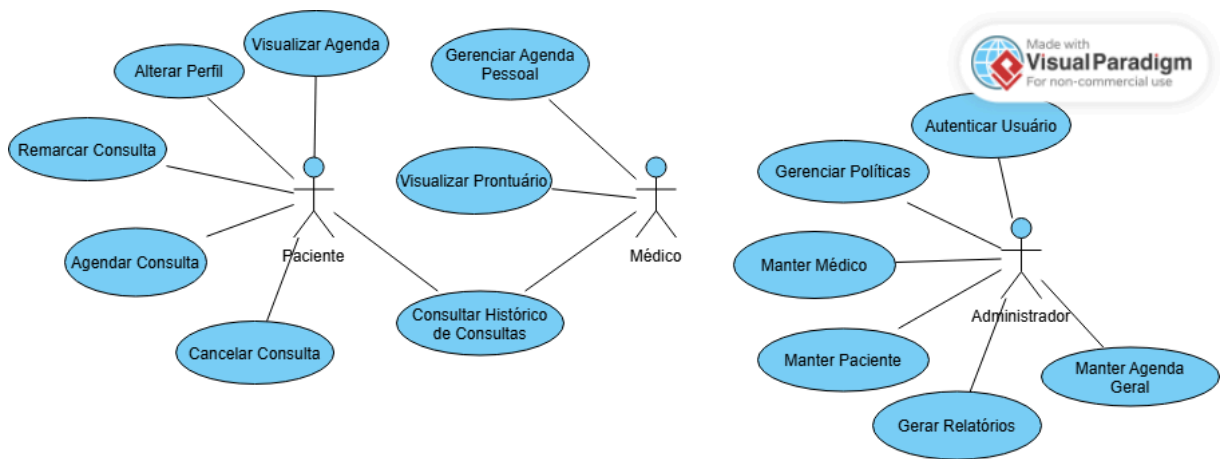 Visualizar Agenda
Gerenciar Agenda
Pessoal
Made with
VisualParadigm
For non-commercial use
Alterar Perfil
Autenticar Usuário
Remarcar Consulta
Visualizar Prontuário
Gerenciar Políticas
Paciente
Médico
Agendar Consulta
Manter Médico
Consultar Histórico
de Consultas
Administrador
Cancelar Consulta
Manter Paciente
Manter Agenda
Geral
Gerar Relatórios